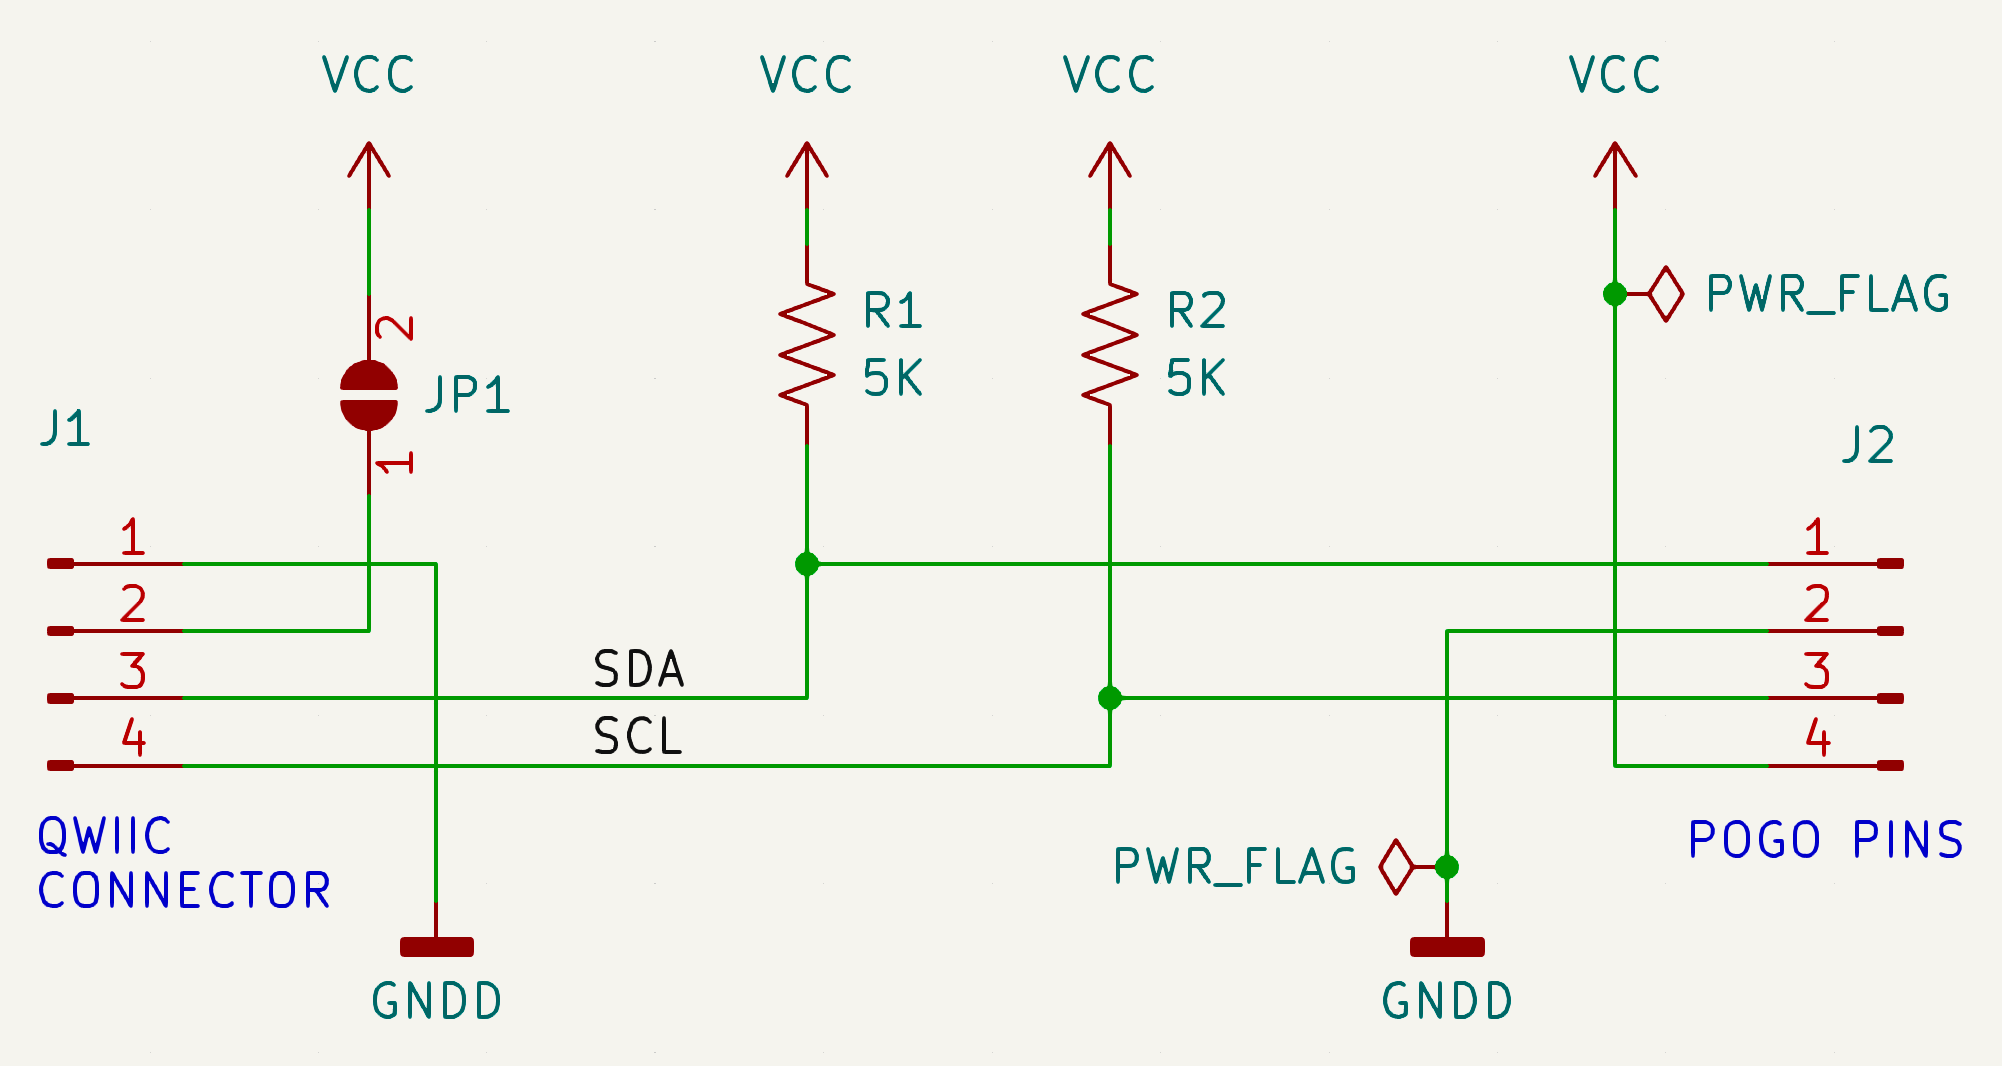 VCC
VCC
VCC
VCC
PWR_FLAG
R1
5K
R2
5K
2
JP1
1
J1
J2
1
2
3
4
SDA
SCL
1
2
3
4
QWIIC
CONNECTOR
POGO PINS
PWR_FLAG
GNDD
GNDD